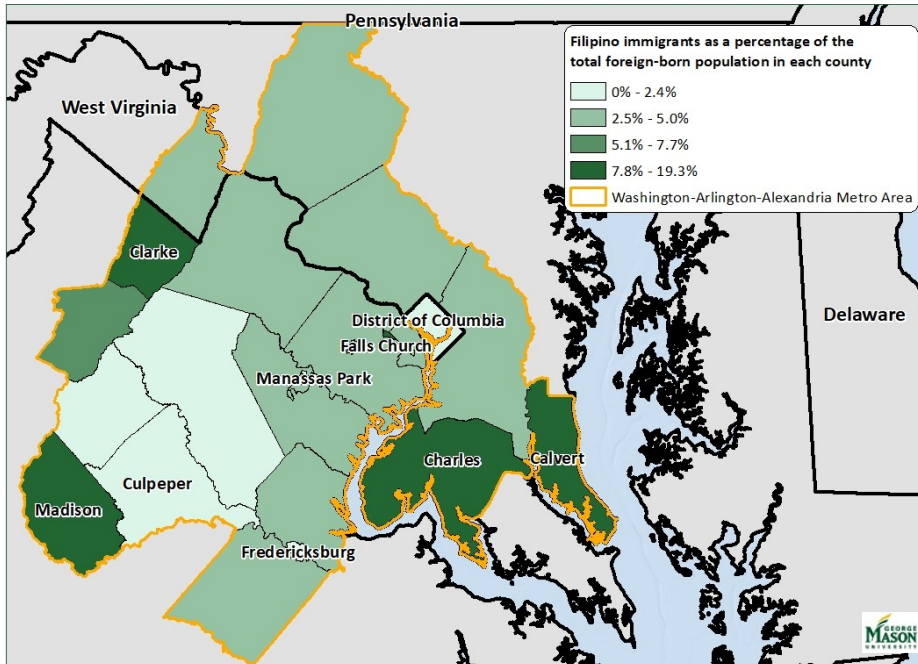 Pennsylvania
Filipino immigrants as a percentage of the
total foreign-born population in each county
0% - 2.4%
2.5% - 5.0%
5.1% - 7.7%
7.8% - 19.3%
Washington-Arlington-Alexandria Metro Area
West Virginia
Clarke
District of Columbia
Delaware
Falls Church
Manassas Park
Charles
Calvert
Culpeper
Madison
Fredericksburg
GEORGE
MASON
UNIVERSITY